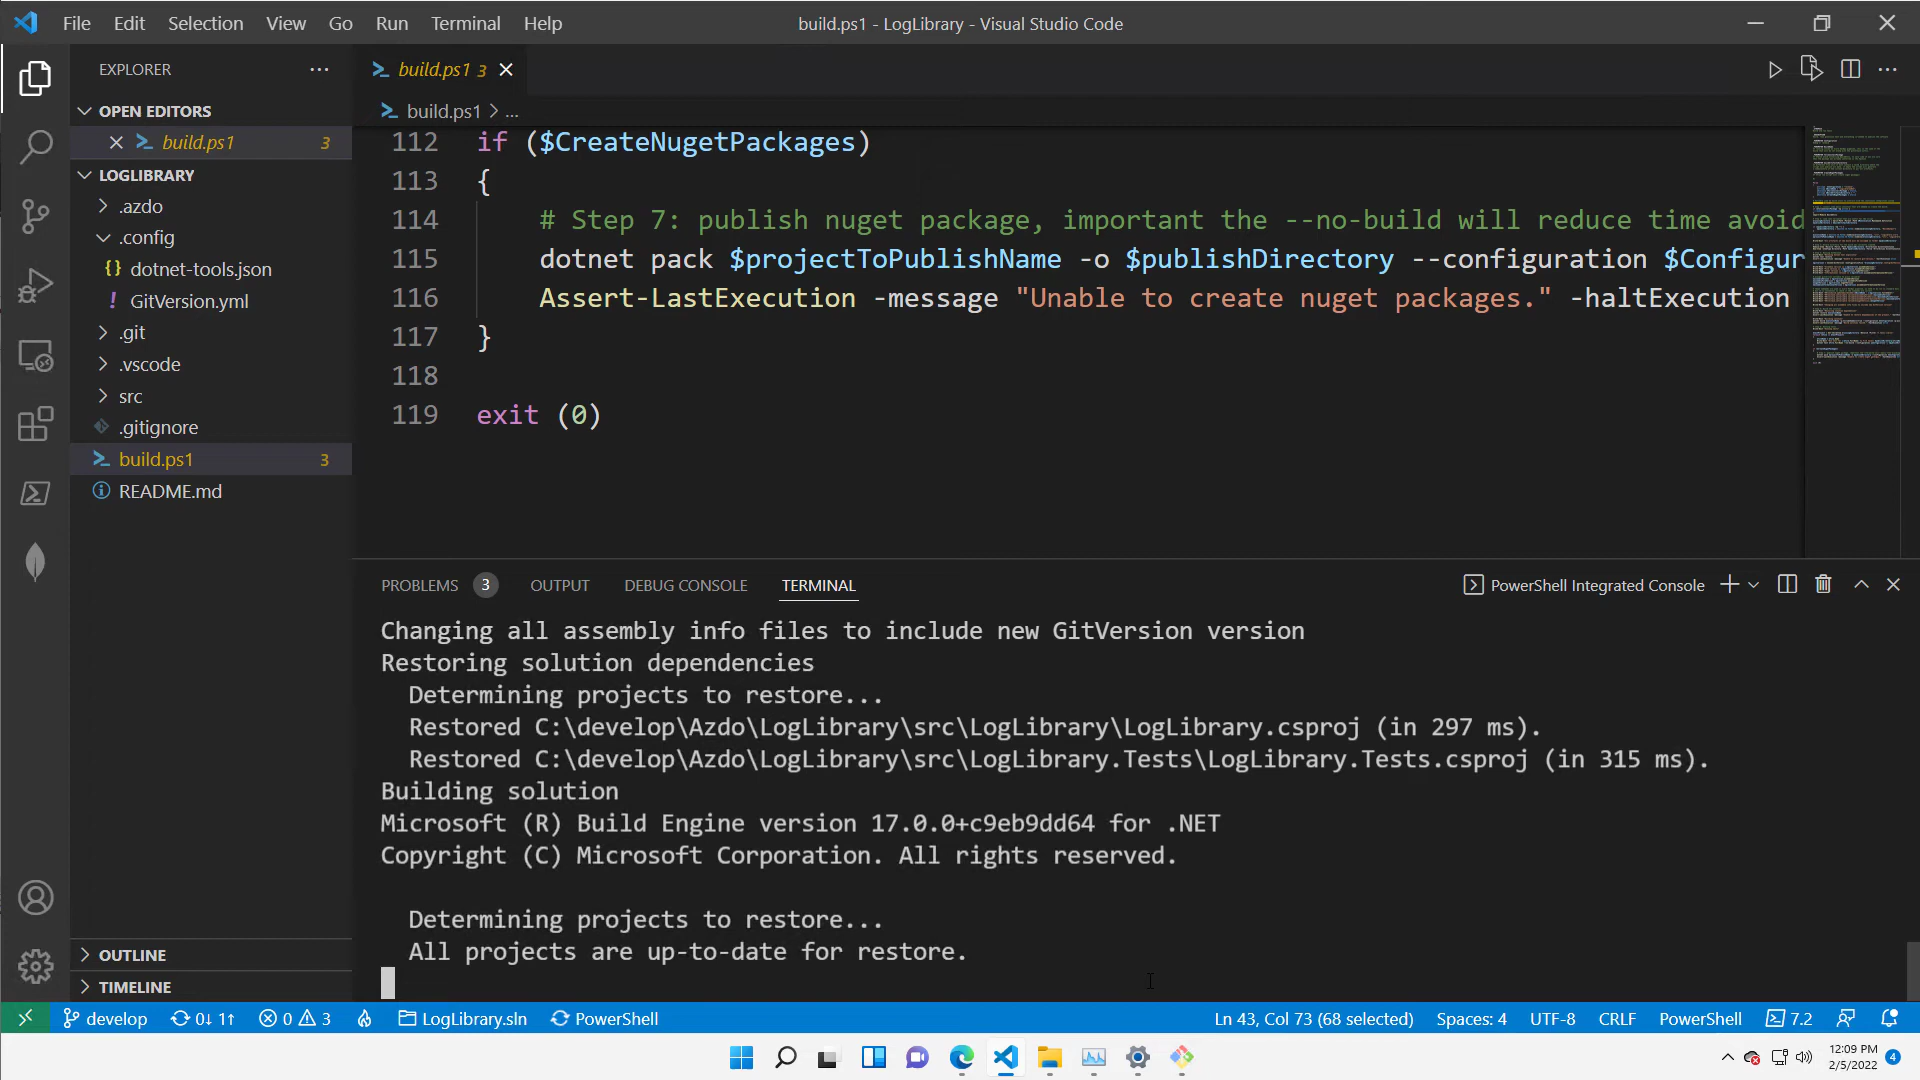 File Edit Selection View Go Run Terminal Help
build.ps1 - LogLibrary - Visual Studio Code
EXPLORER
OPEN EDITORS
build.ps1 3
LOGLIBRARY
.azdo
.config
dotnet-tools.json
GitVersion.yml
.git
.vscode
src
.gitignore
build.ps1 3
README.md
OUTLINE
TIMELINE
build.ps1 3
build.ps1 > ...
112 if ($CreateNugetPackages)
113 {
114 # Step 7: publish nuget package, important the --no-build will reduce time avoid
115 dotnet pack $projectToPublishName -o $publishDirectory --configuration $Configur
116 Assert-LastExecution -message "Unable to create nuget packages." -haltExecution
117 }
118
119 exit (0)
PROBLEMS 3 OUTPUT DEBUG CONSOLE TERMINAL
PowerShell Integrated Console
Changing all assembly info files to include new GitVersion version
Restoring solution dependencies
Determining projects to restore...
Restored C:\develop\Azdo\LogLibrary\src\LogLibrary\LogLibrary.csproj (in 297 ms).
Restored C:\develop\Azdo\LogLibrary\src\LogLibrary.Tests\LogLibrary.Tests.csproj (in 315 ms).
Building solution
Microsoft (R) Build Engine version 17.0.0+c9eb9dd64 for .NET
Copyright (C) Microsoft Corporation. All rights reserved.
Determining projects to restore...
All projects are up-to-date for restore.
develop 0↓ 1↑ 0 3 LogLibrary.sln PowerShell
Ln 43, Col 73 (68 selected) Spaces: 4 UTF-8 CRLF PowerShell 7.2
12:09 PM
2/5/2022
4